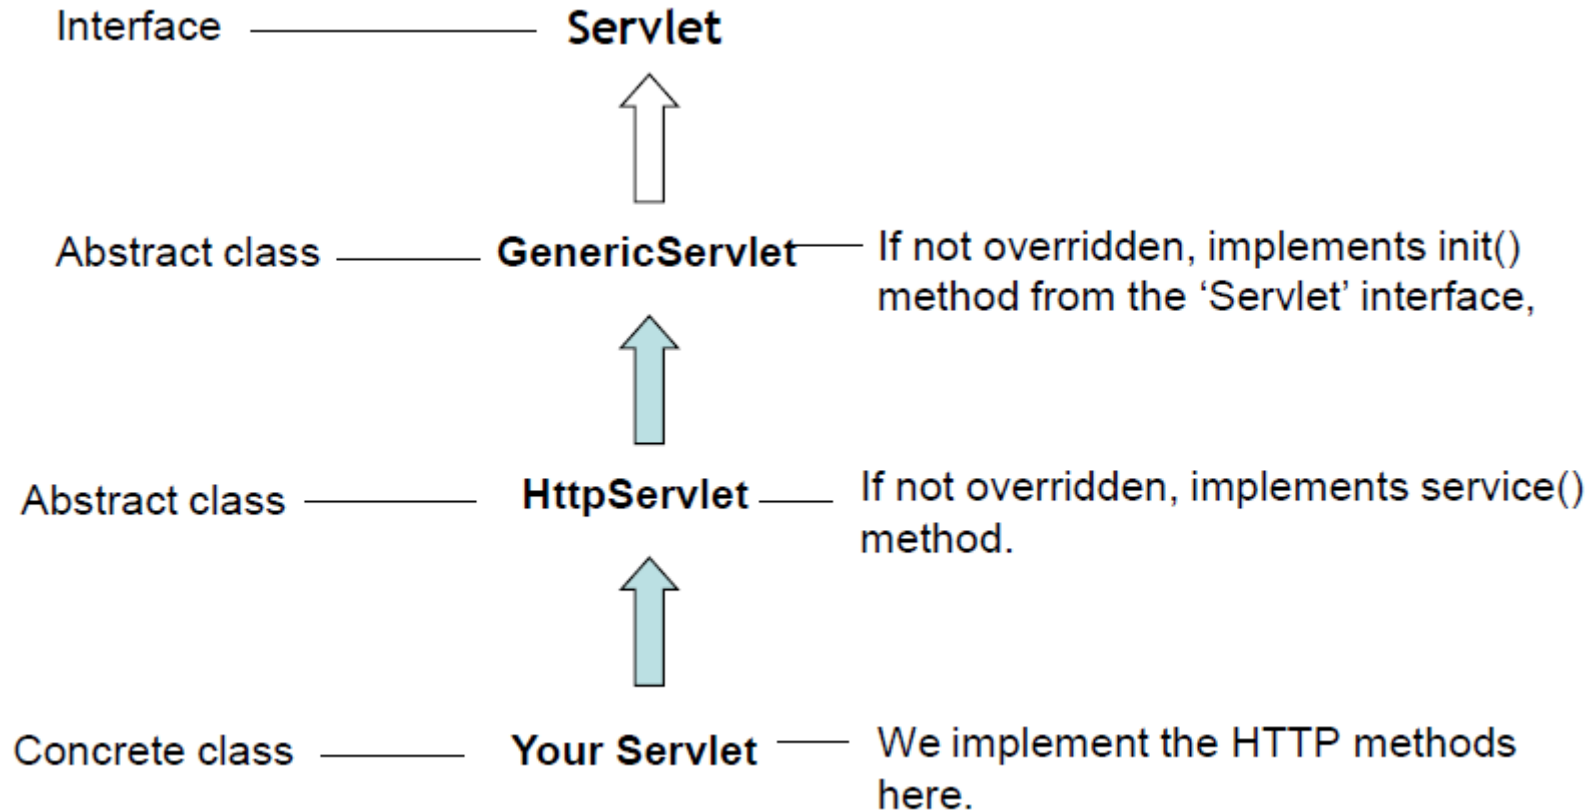 Interface
Servlet
Abstract class
GenericServlet
If not overridden, implements init()
method from the ‘Servlet’ interface,
Abstract class
HttpServlet
If not overridden, implements service()
method.
Concrete class
Your Servlet
We implement the HTTP methods
here.